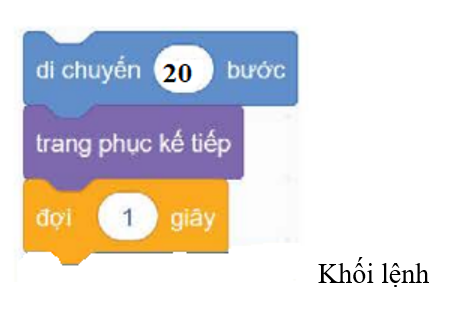 di chuyển 20 bước
trang phục kế tiếp
đợi 1 giây
Khối lệnh